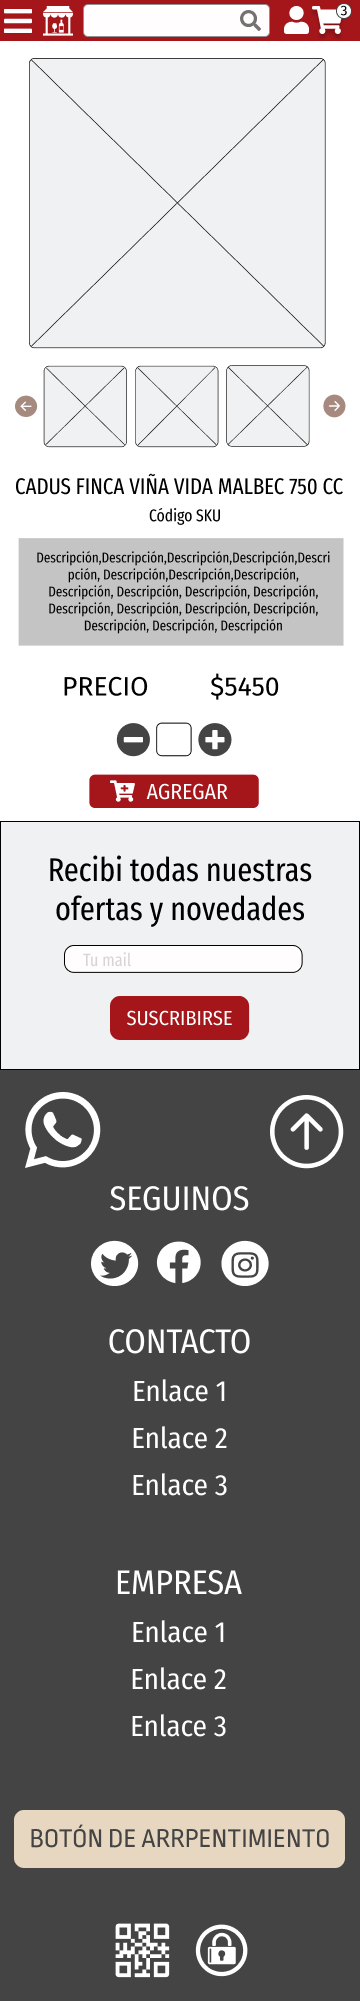 3
CADUS FINCA VIÑA VIDA MALBEC 750 CC
Código SKU
Descripción,Descripción,Descripción,Descripción,Descri
pción, Descripción,Descripción,Descripción,
Descripción, Descripción, Descripción, Descripción,
Descripción, Descripción, Descripción, Descripción,
Descripción, Descripción, Descripción
PRECIO $5450
AGREGAR
Recibi todas nuestras
ofertas y novedades
Tu mail
SUSCRIBIRSE
SEGUINOS
CONTACTO
Enlace 1
Enlace 2
Enlace 3
EMPRESA
Enlace 1
Enlace 2
Enlace 3
BOTÓN DE ARRPENTIMIENTO